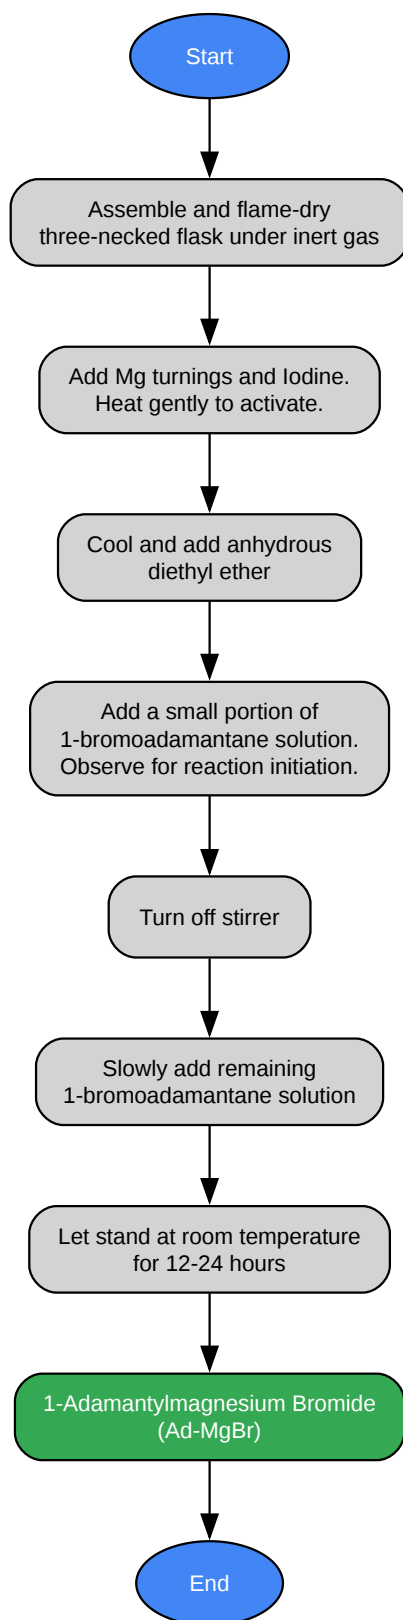 Start
Assemble and flame-dry
three-necked flask under inert gas
Add Mg turnings and Iodine.
Heat gently to activate.
Cool and add anhydrous
diethyl ether
Add a small portion of
1-bromoadamantane solution.
Observe for reaction initiation.
Turn off stirrer
Slowly add remaining
1-bromoadamantane solution
Let stand at room temperature
for 12-24 hours
1-Adamantylmagnesium Bromide
(Ad-MgBr)
End